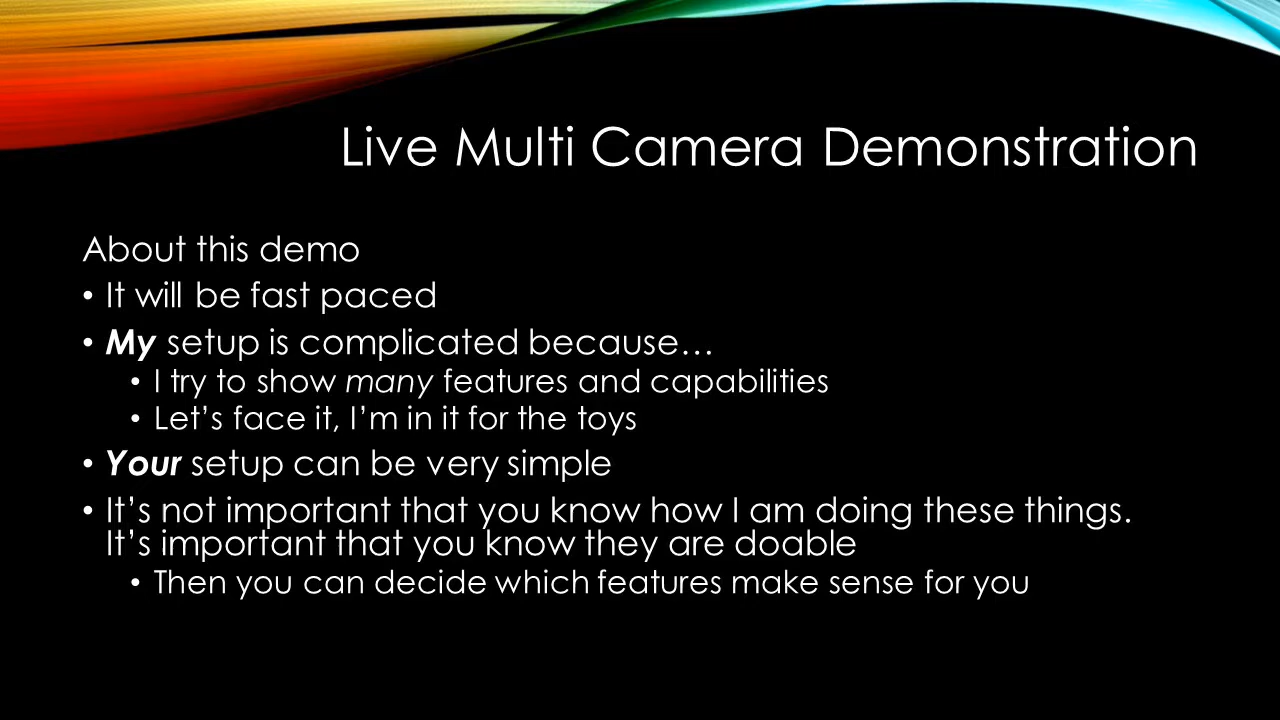 Live Multi Camera Demonstration
About this demo
• It will be fast paced
• My setup is complicated because…
• I try to show many features and capabilities
• Let’s face it, I’m in it for the toys
• Your setup can be very simple
• It’s not important that you know how I am doing these things.
It’s important that you know they are doable
• Then you can decide which features make sense for you